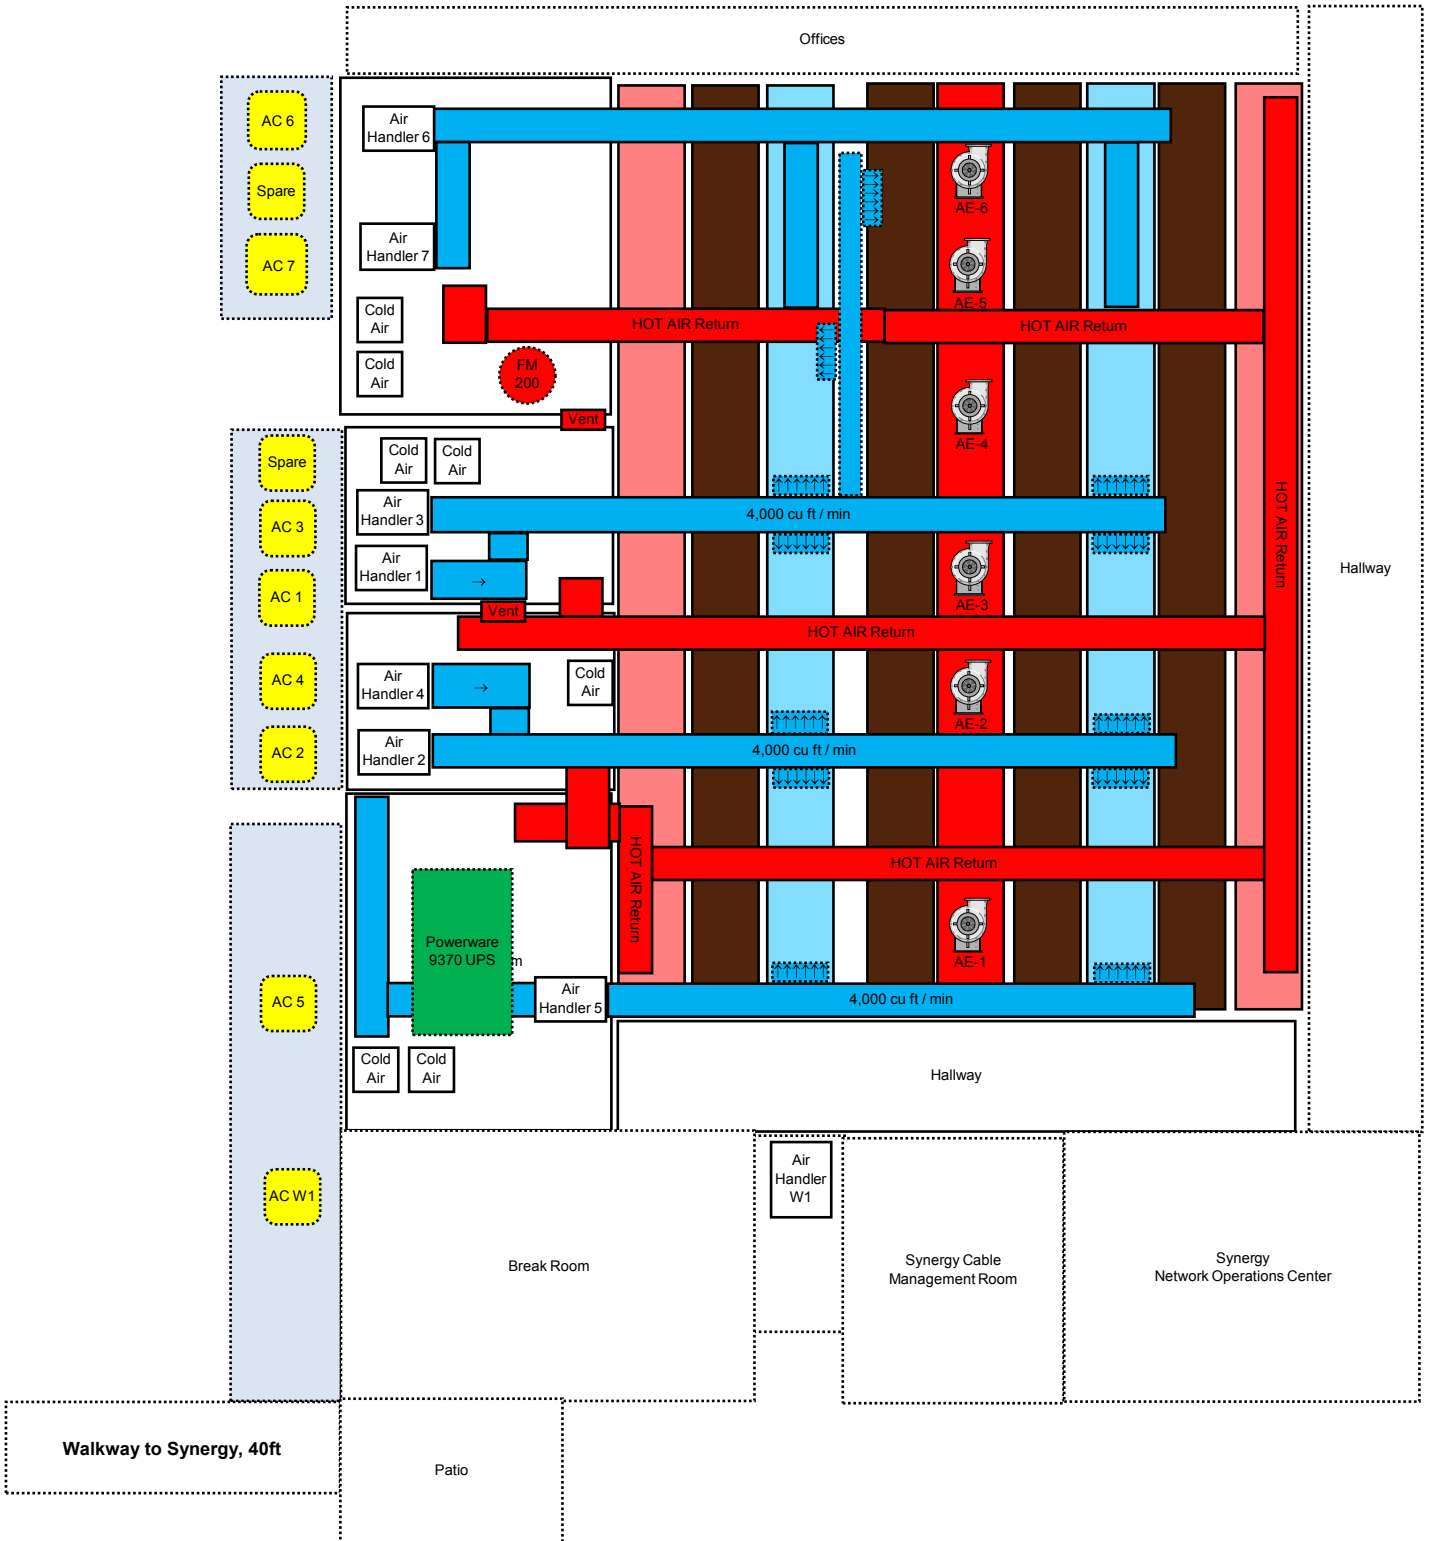 Offices
AC 6
Spare
AC 7
Air
Handler 6
Air
Handler 7
Cold
Air
Cold
Air
FM
200
Vent
HOT AIR Return
HOT AIR Return
AE-6
AE-5
AE-4
AE-3
AE-2
AE-1
Spare
AC 3
AC 1
AC 4
AC 2
Cold
Air
Cold
Air
Air
Handler 3
Air
Handler 1
→
Vent
4,000 cu ft / min
HOT AIR Return
HOT AIR Return
Hallway
Air
Handler 4
→
Cold
Air
Air
Handler 2
4,000 cu ft / min
HOT AIR Return
HOT AIR Return
Powerware
9370 UPS
m
AC 5
Air
Handler 5
4,000 cu ft / min
Cold
Air
Cold
Air
Hallway
AC W1
Air
Handler
W1
Break Room
Synergy Cable
Management Room
Synergy
Network Operations Center
Walkway to Synergy, 40ft
Patio